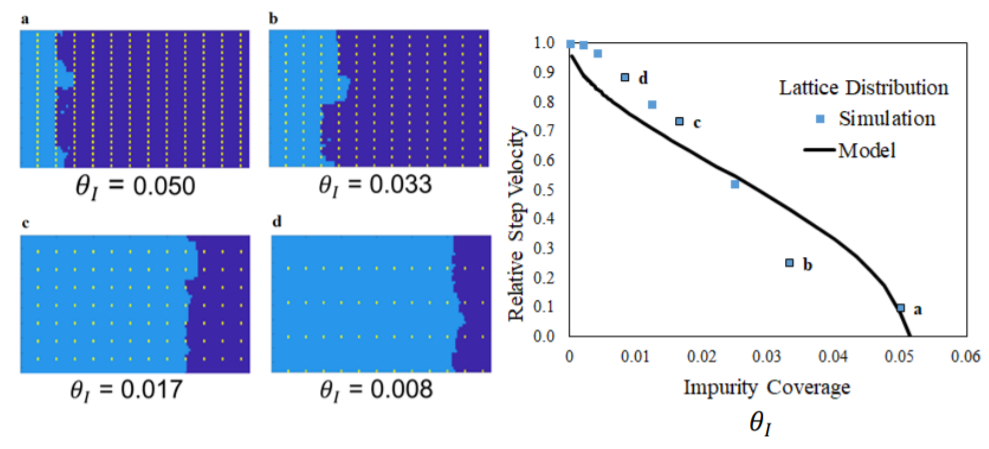 a
b
θI = 0.050
θI = 0.033
c
d
θI = 0.017
θI = 0.008
Relative Step Velocity
1.0
0.9
0.8
0.7
0.6
0.5
0.4
0.3
0.2
0.1
0.0
Lattice Distribution
Simulation
Model
d
c
b
a
0
0.01
0.02
0.03
0.04
0.05
0.06
Impurity Coverage
θI